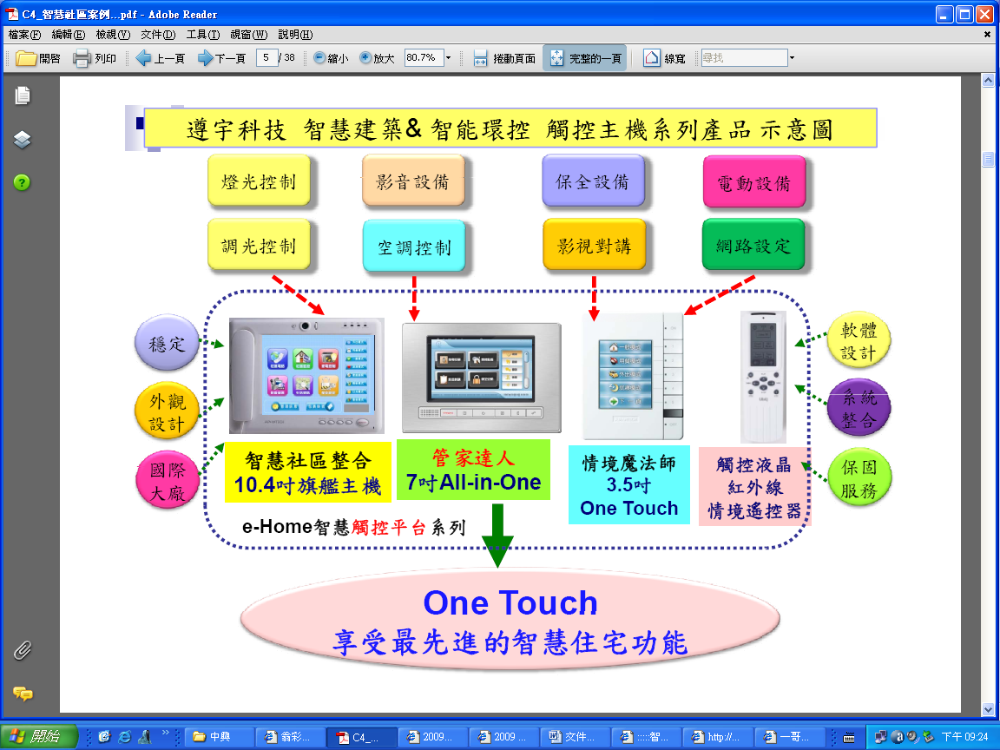 C4_智慧社區案例...pdf - Adobe Reader
檔案(F) 編輯(E) 檢視(V) 文件(D) 工具(T) 視窗(W) 說明(H)
開啓 列印 上一頁 下一頁 5 / 38 縮小 放大 80.7% 捲動頁面 完整的一頁 線寬 尋找
遵宇科技 智慧建築& 智能環控 觸控主機系列產品 示意圖
燈光控制 影音設備 保全設備 電動設備
調光控制 空調控制 影視對講 網路設定
穩定
外觀
設計
國際
大廠
軟體
設計
系統
整合
保固
服務
智慧社區整合
10.4吋旗艦主機
管家達人
7吋All-in-One
情境魔法師
3.5吋
One Touch
觸控液晶
紅外線
情境遙控器
e-Home智慧觸控平台系列
One Touch
享受最先進的智慧住宅功能
開始 中興 翁彩... C4_... 2009... 2009 ... 文件... :::::智... http://... 一哥... 下午 09:24